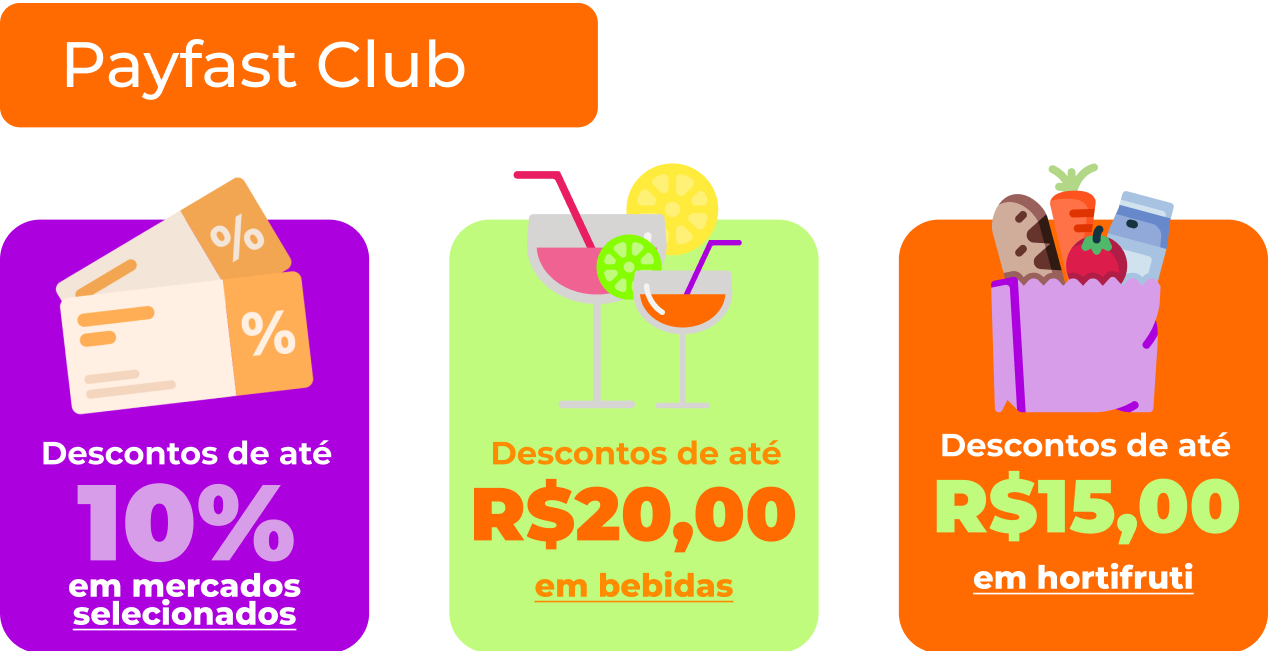 Payfast Club
%
%
Descontos de até
10%
em mercados
selecionados
Descontos de até
R$20,00
em bebidas
Descontos de até
R$15,00
em hortifruti